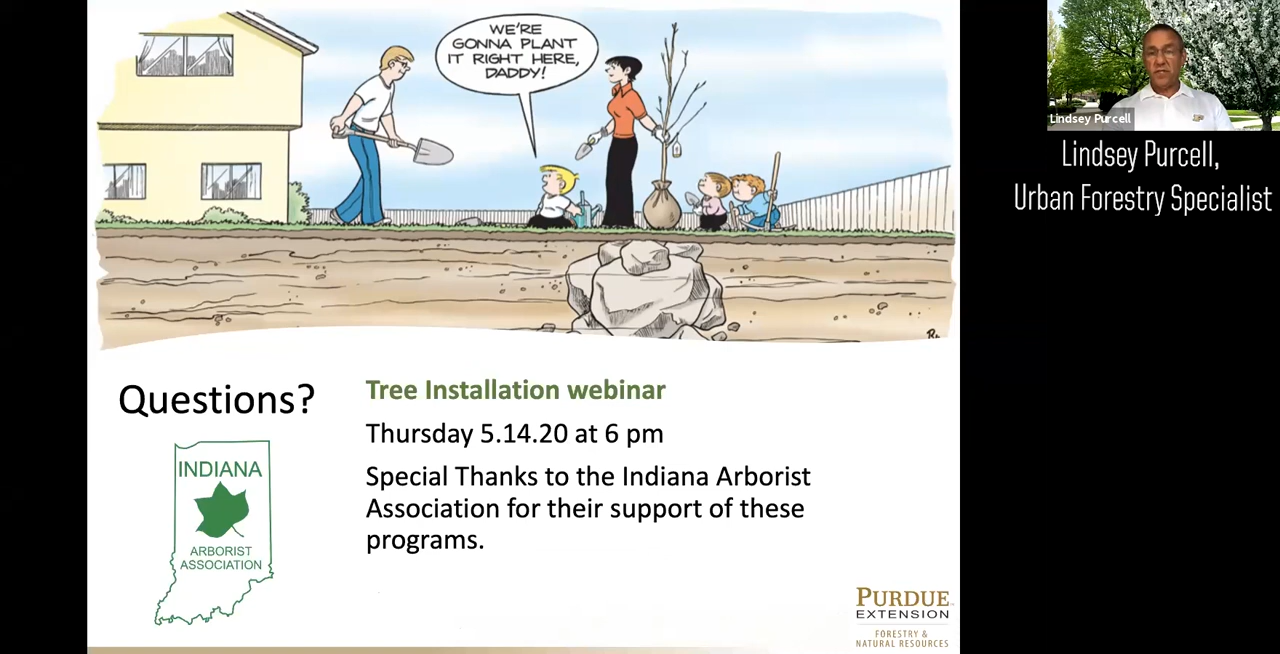 WE'RE
GONNA PLANT
IT RIGHT HERE,
DADDY!
Lindsey Purcell
Lindsey Purcell,
Urban Forestry Specialist
Questions?
INDIANA
ARBORIST
ASSOCIATION
Tree Installation webinar
Thursday 5.14.20 at 6 pm
Special Thanks to the Indiana Arborist
Association for their support of these
programs.
PURDUE
EXTENSION
FORESTRY &
NATURAL RESOURCES